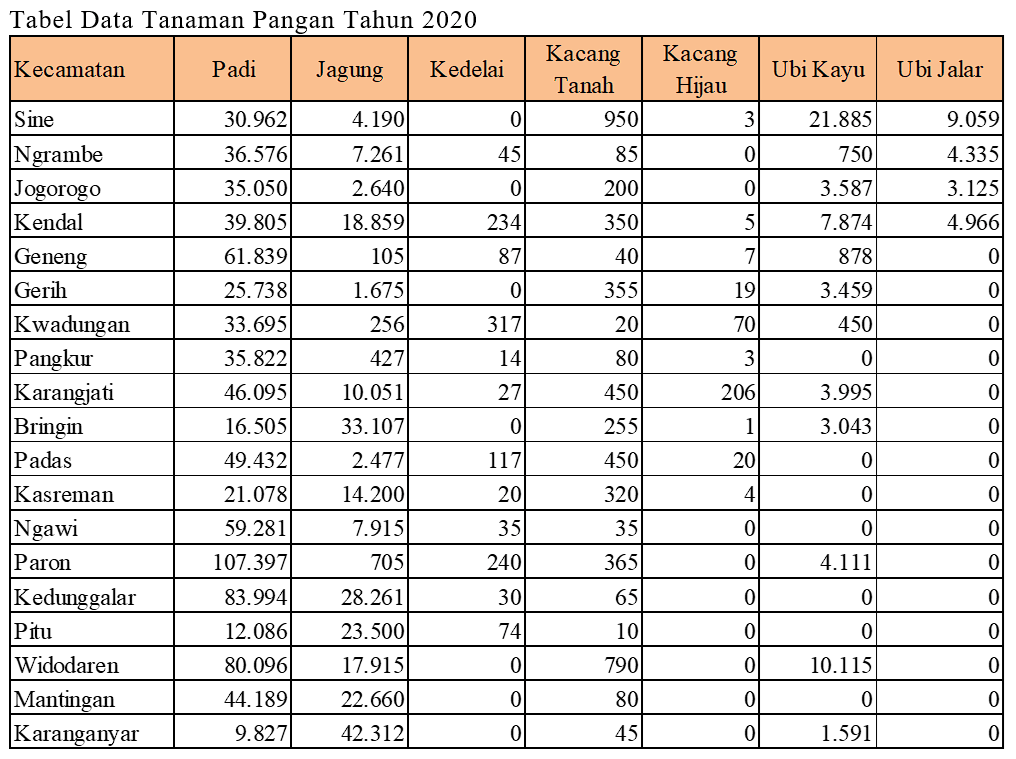 Tabel Data Tanaman Pangan Tahun 2020
Kecamatan Padi Jagung Kedelai Kacang Tanah Kacang Hijau Ubi Kayu Ubi Jalar
Sine 30.962 4.190 0 950 3 21.885 9.059
Ngrambe 36.576 7.261 45 85 0 750 4.335
Jogorogo 35.050 2.640 0 200 0 3.587 3.125
Kendal 39.805 18.859 234 350 5 7.874 4.966
Geneng 61.839 105 87 40 7 878 0
Gerih 25.738 1.675 0 355 19 3.459 0
Kwadungan 33.695 256 317 20 70 450 0
Pangkur 35.822 427 14 80 3 0 0
Karangjati 46.095 10.051 27 450 206 3.995 0
Bringin 16.505 33.107 0 255 1 3.043 0
Padas 49.432 2.477 117 450 20 0 0
Kasreman 21.078 14.200 20 320 4 0 0
Ngawi 59.281 7.915 35 35 0 0 0
Paron 107.397 705 240 365 0 4.111 0
Kedunggalar 83.994 28.261 30 65 0 0 0
Pitu 12.086 23.500 74 10 0 0 0
Widodaren 80.096 17.915 0 790 0 10.115 0
Mantingan 44.189 22.660 0 80 0 0 0
Karanganyar 9.827 42.312 0 45 0 1.591 0